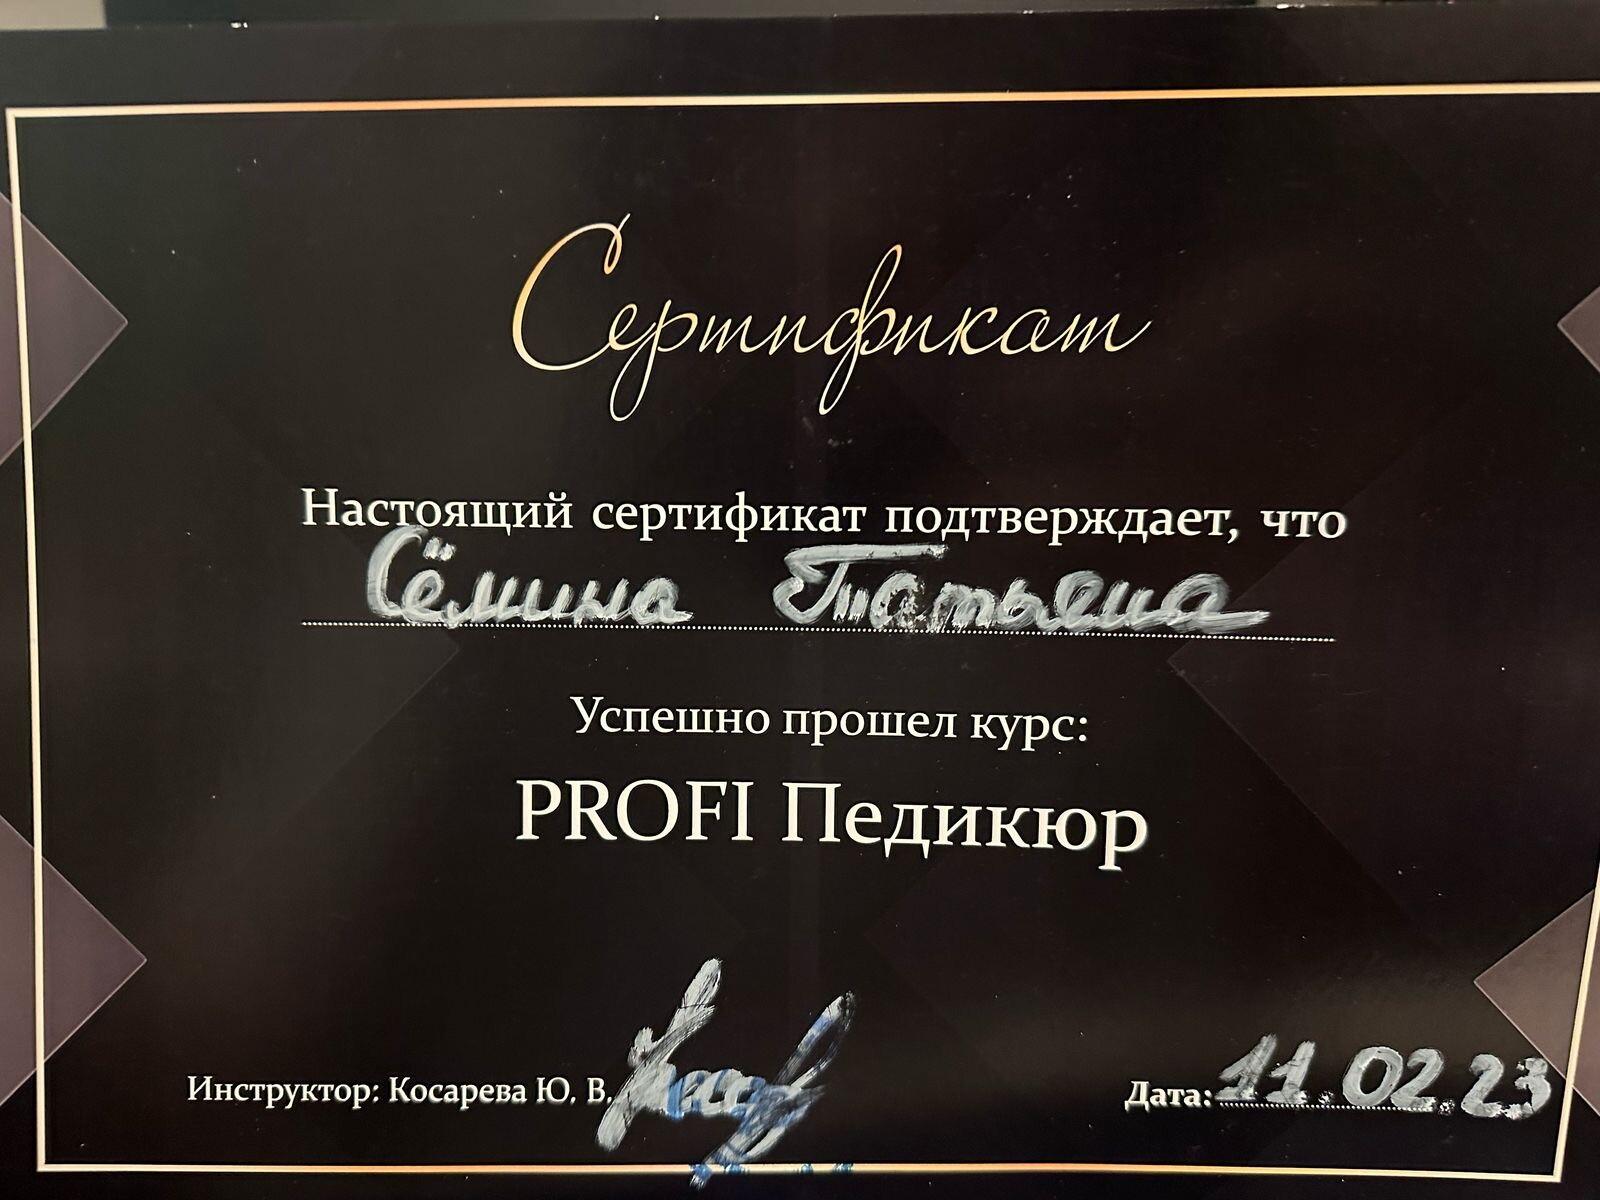 Сертификат
Настоящий сертификат подтверждает, что
Сёмина Татьяна
Успешно прошел курс:
PROFI Педикюр
Инструктор: Косарева Ю. В.
Дата: 11.02.23